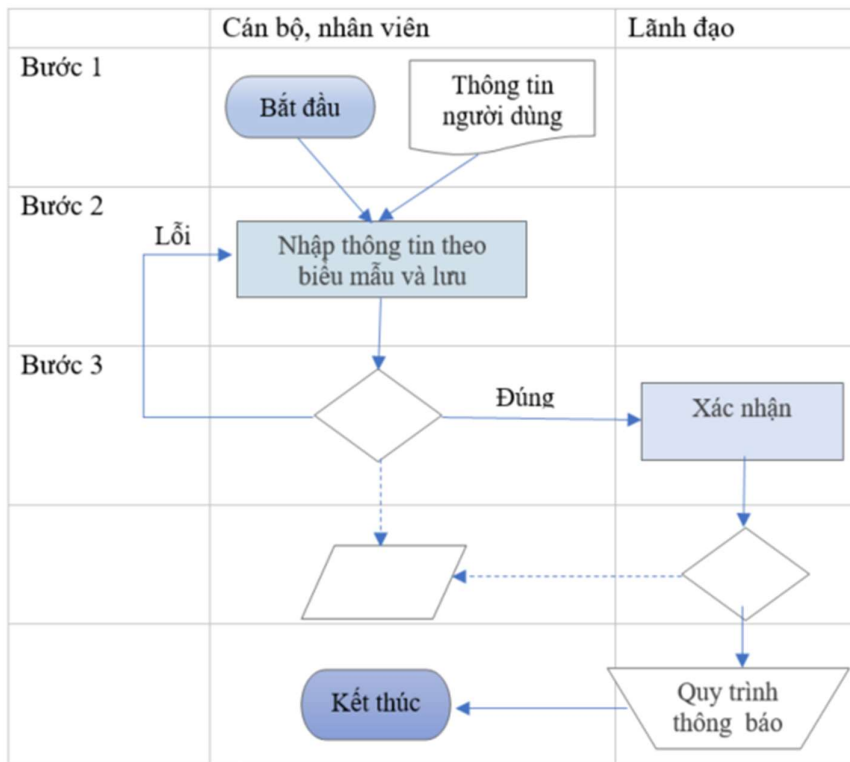 Cán bộ, nhân viên
Lãnh đạo
Bước 1
Bắt đầu
Thông tin
người dùng
Bước 2
Lỗi
Nhập thông tin theo
biểu mẫu và lưu
Bước 3
Đúng
Xác nhận
Kết thúc
Quy trình
thông báo